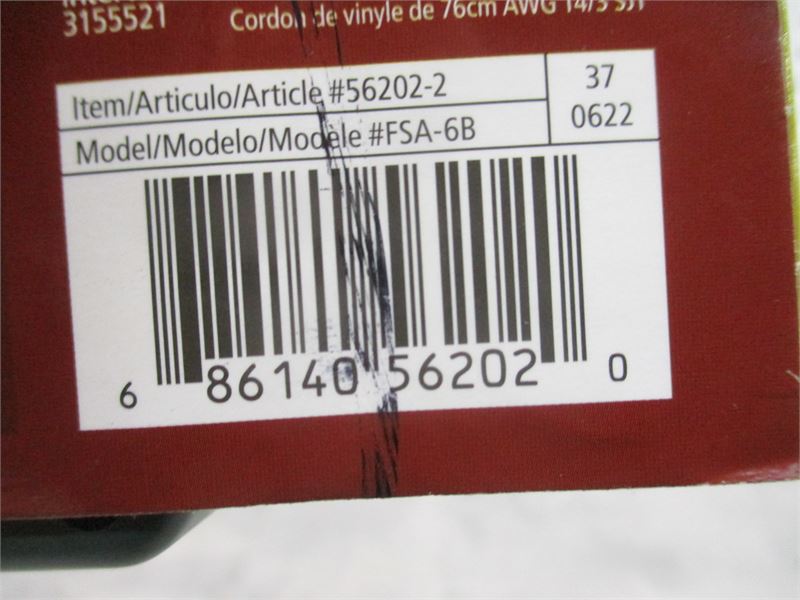 3155521
Cordon de vinyle de 76cm AWG 14/3 SJT
Item/Articulo/Article #56202-2
37
Model/Modelo/Modèle #FSA-6B
0622
6 86140 56202 0